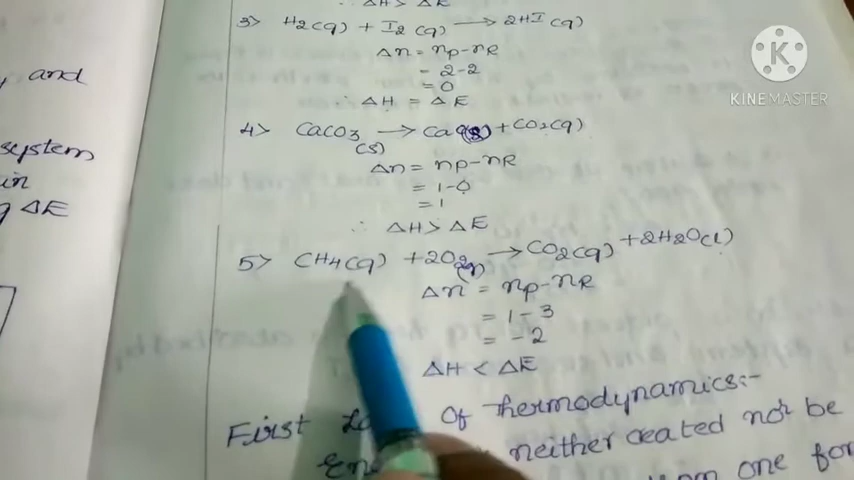 , and
system
in
g ΔE
∴ ΔH > ΔE
3> H2(g) + I2 (g) → 2HI (g)
Δn = np-nR
= 2-2
= 0
∴ ΔH = ΔE
4> CaCO3 (s) → CaO(s) + CO2(g)
Δn = np-nR
= 1-0
= 1
∴ ΔH > ΔE
5> CH4(g) + 2O2(g) → CO2(g) + 2H2O(l)
Δn = np-nR
= 1-3
= -2
ΔH < ΔE
First Of thermodynamics:-
neither ceated nor be
one for
KINEMASTER